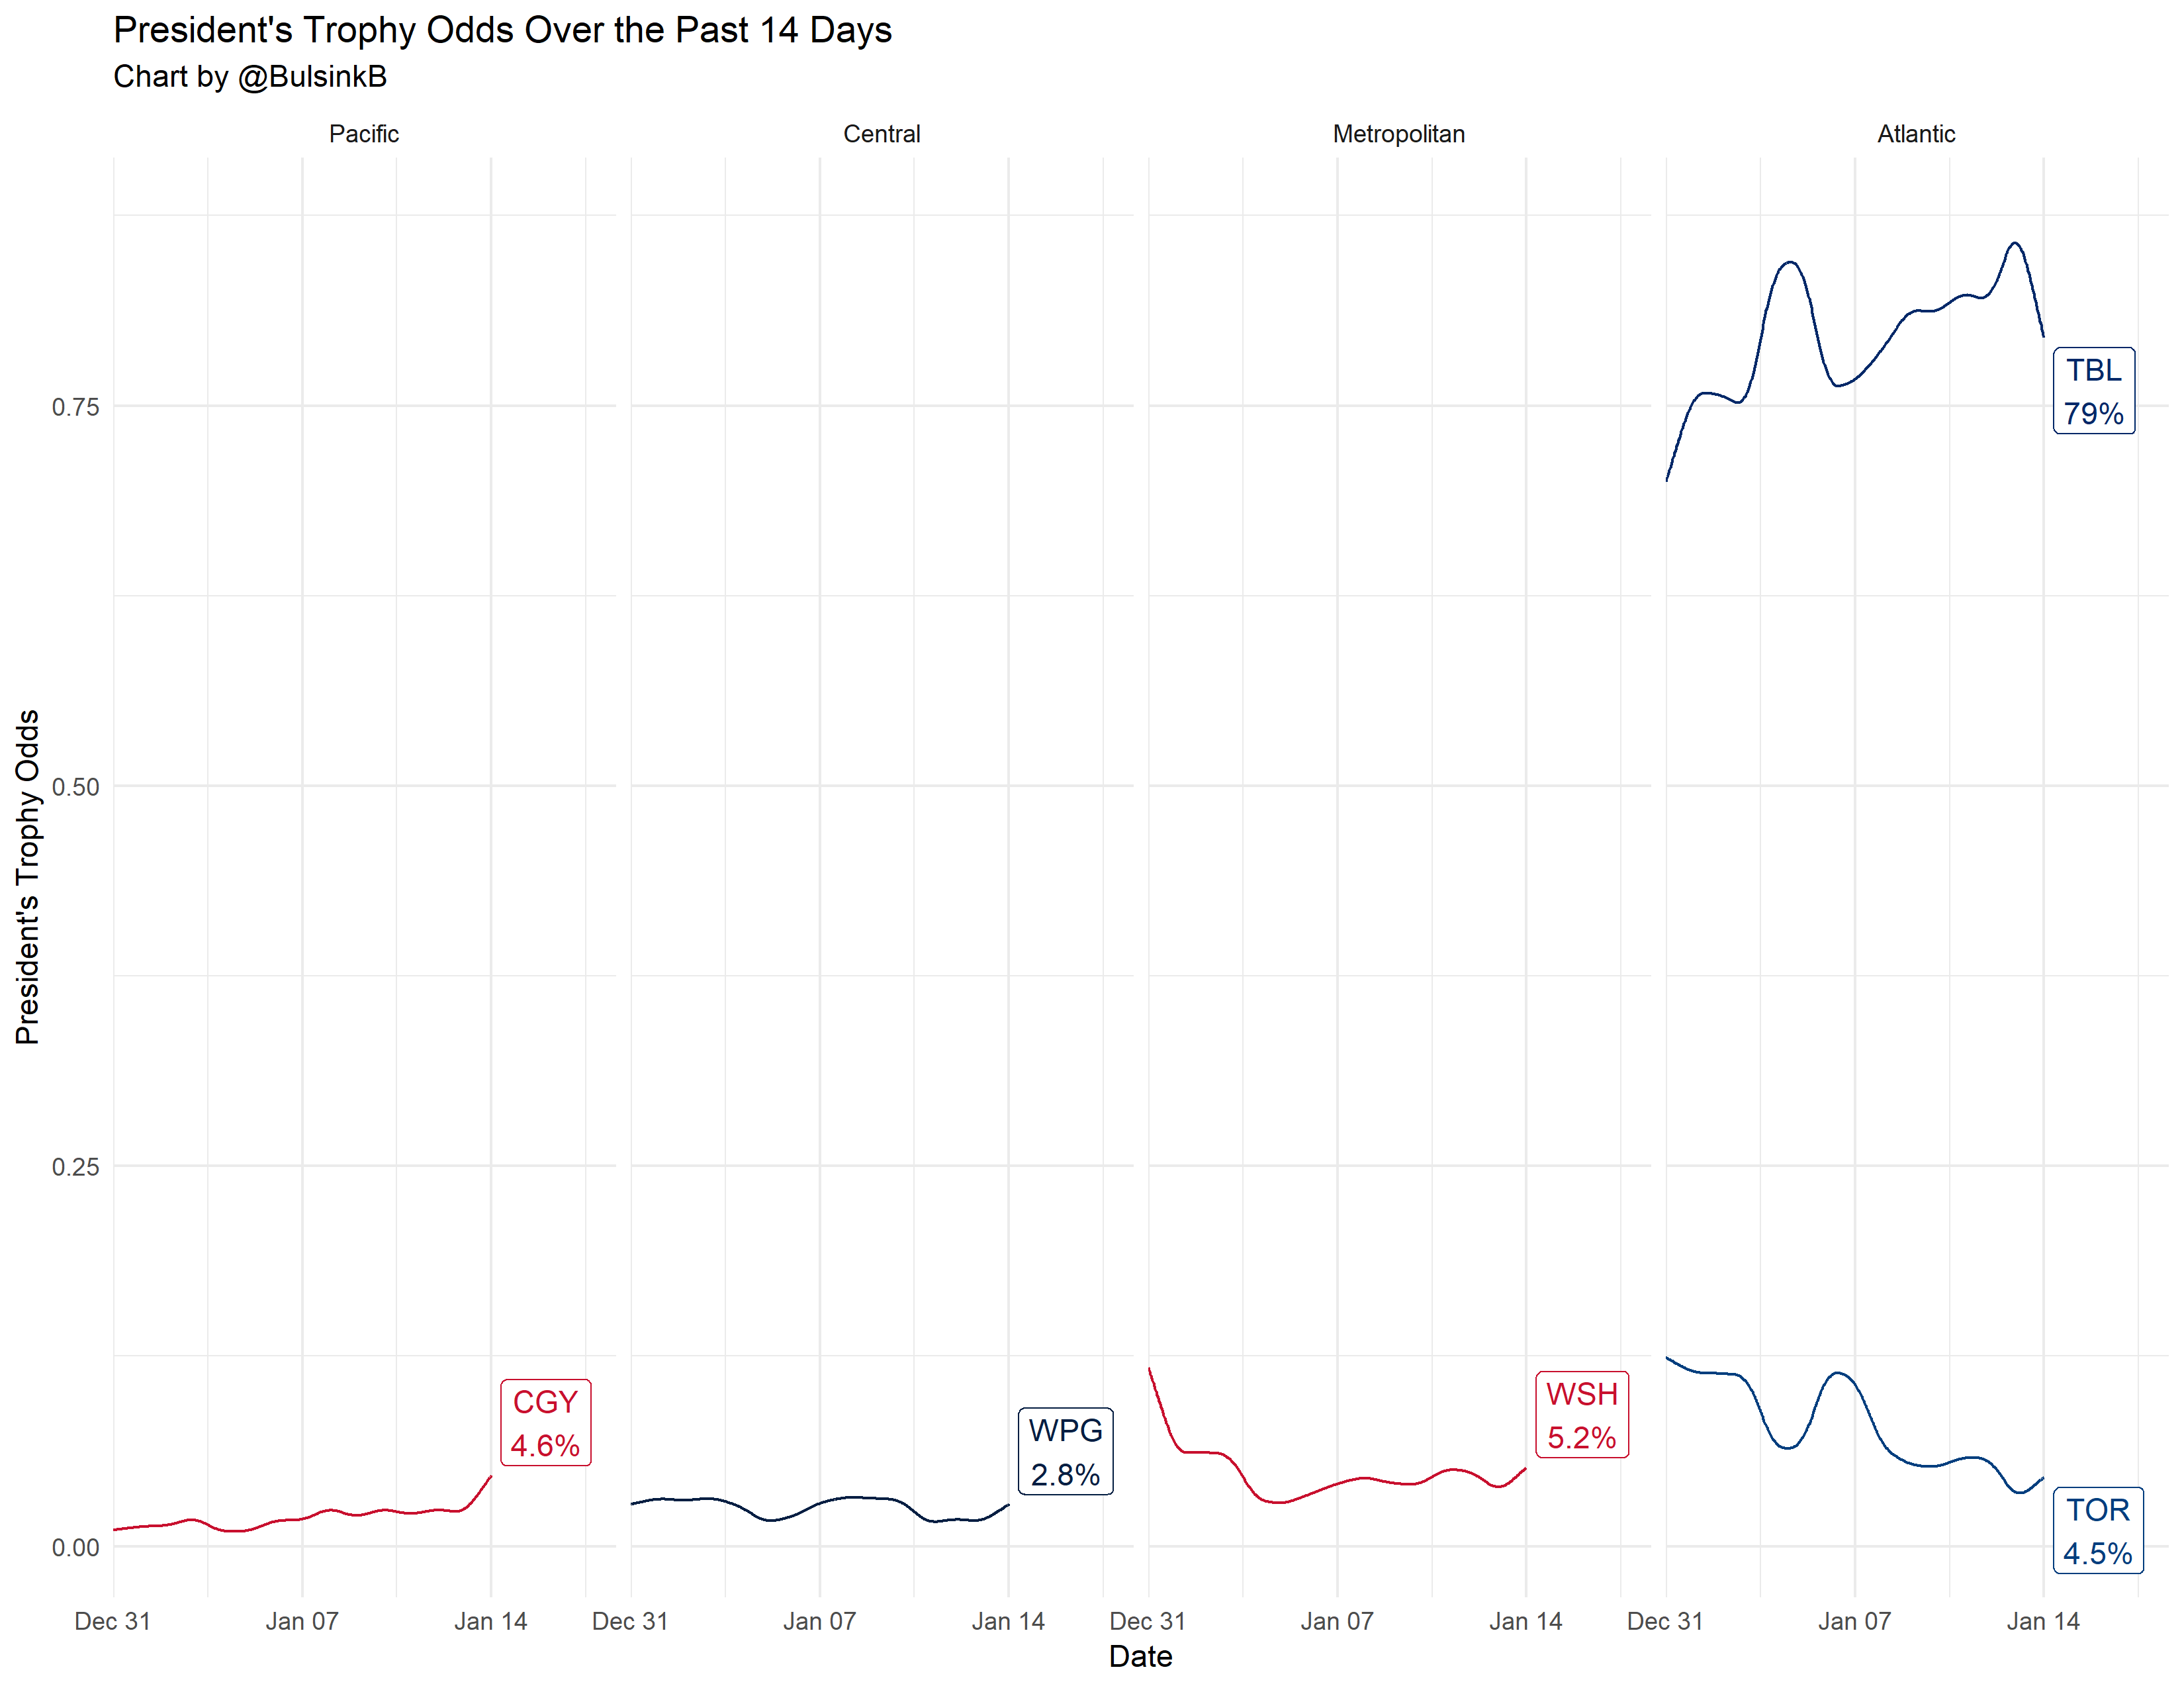 President's Trophy Odds Over the Past 14 Days
Chart by @BulsinkB
Pacific
Central
Metropolitan
Atlantic
President's Trophy Odds
0.75
0.50
0.25
0.00
TBL
79%
CGY
4.6%
WPG
2.8%
WSH
5.2%
TOR
4.5%
Dec 31
Jan 07
Jan 14
Dec 31
Jan 07
Jan 14
Dec 31
Jan 07
Jan 14
Dec 31
Jan 07
Jan 14
Date